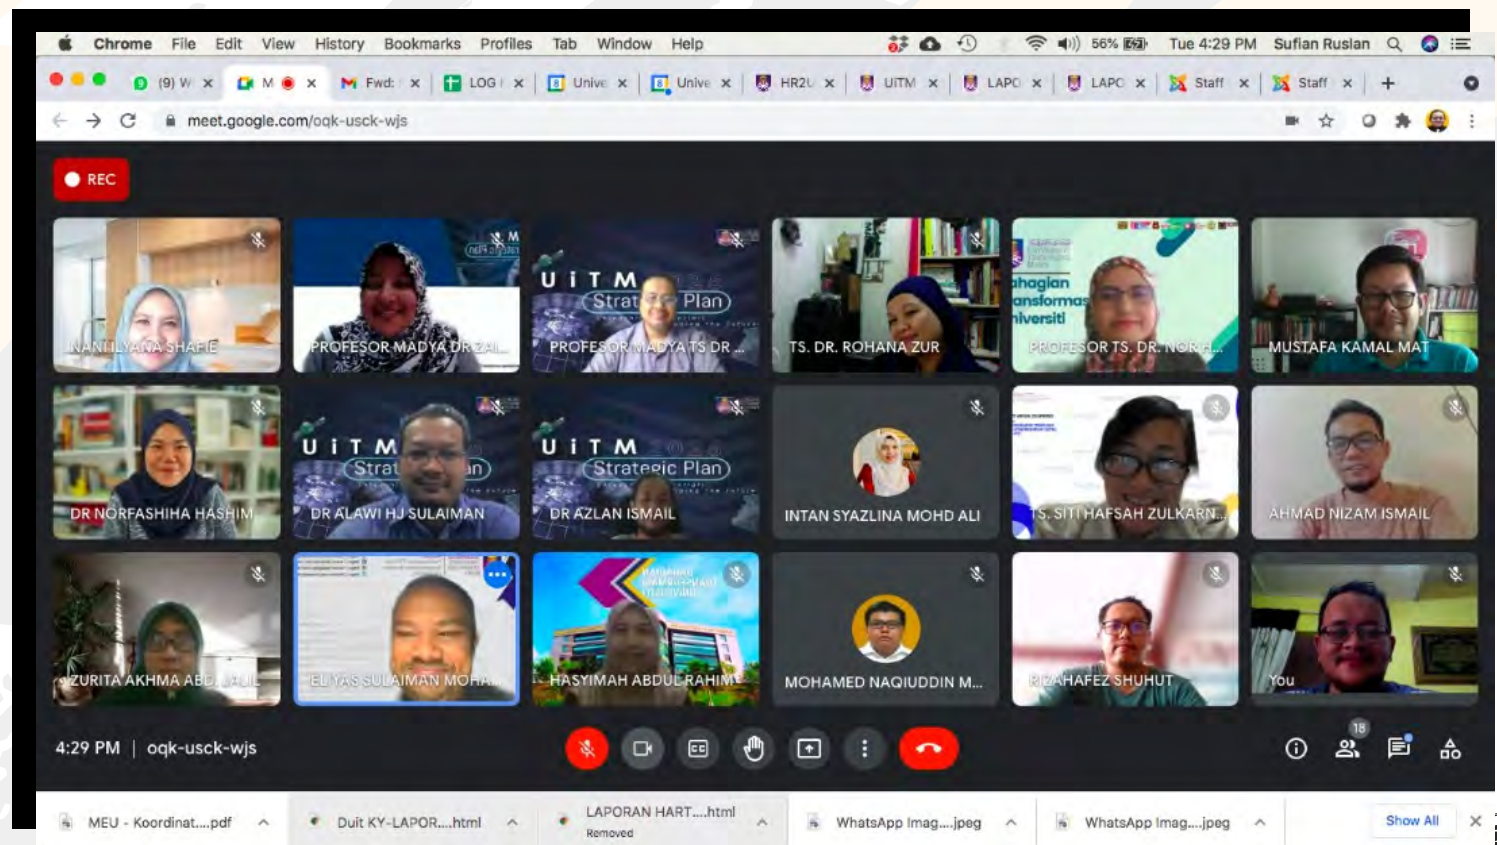 Chrome File Edit View History Bookmarks Profiles Tab Window Help 56% Tue 4:29 PM Sufian Ruslan
(9) W M Fwd: LOG Unive Unive HR2U UiTM LAPO LAPC Staff Staff
meet.google.com/oqk-usck-wjs
REC
UiTM
Strategic Plan
NANI ILYANA SHAFIE
PROFESOR MADYA DR ZAI...
PROFESOR MADYA TS DR ...
TS. DR. ROHANA ZUR
PROFESOR TS. DR. NOR H...
MUSTAFA KAMAL MAT
ahagian
ansformas
niversiti
UiTM
Strat an
UiTM
Strategic Plan
DR NORFASHIHA HASHIM
DR ALAWI HJ SULAIMAN
DR AZLAN ISMAIL
INTAN SYAZLINA MOHD ALI
TS. SITI HAFSAH ZULKARN...
AHMAD NIZAM ISMAIL
ZURITA AKHMA ABD. JALIL
ELIYAS SULAIMAN MOHA...
HASYIMAH ABDUL RAHIM
MOHAMED NAQIUDDIN M...
RIZAHAFEZ SHUHUT
You
4:29 PM | oqk-usck-wjs
18
MEU - Koordinat....pdf
Duit KY-LAPOR....html
LAPORAN HART....html
Removed
WhatsApp Imag....jpeg
WhatsApp Imag....jpeg
Show All